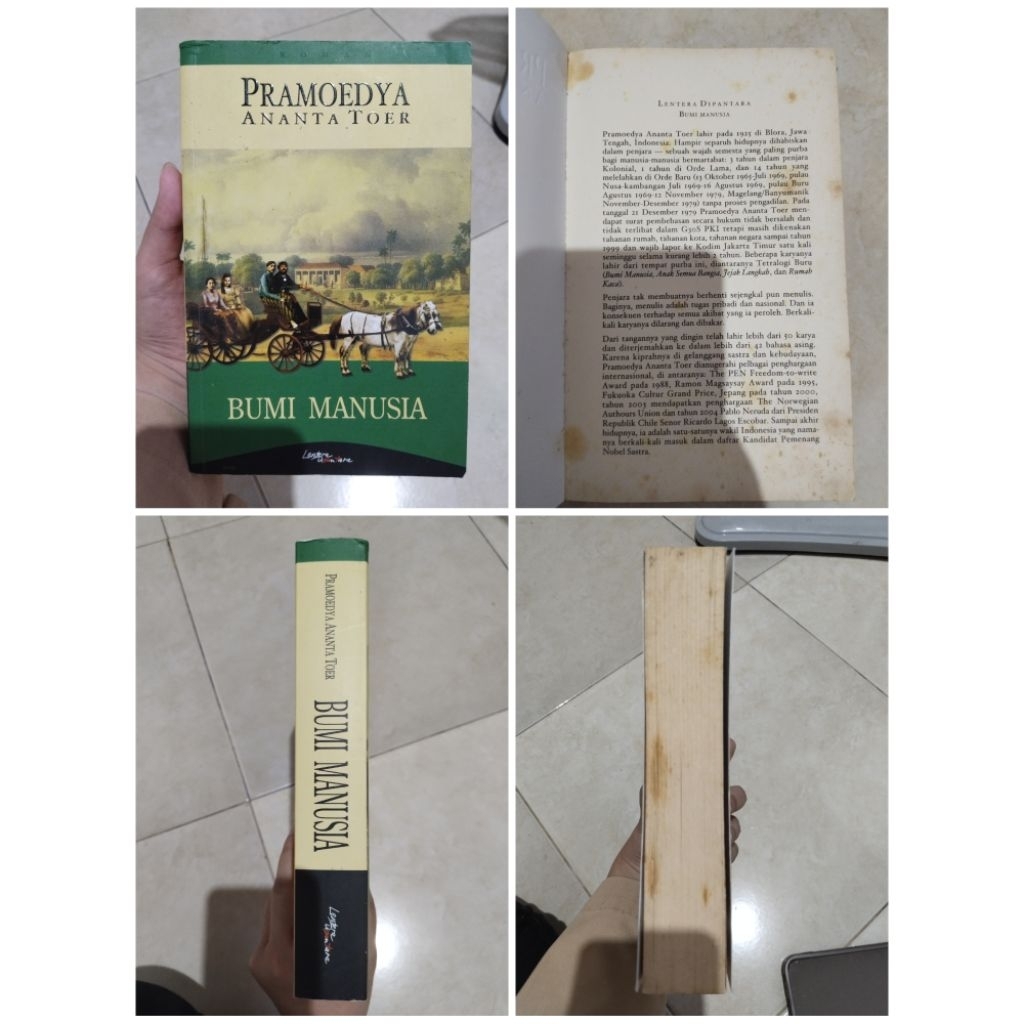 ROMAN
PRAMOEDYA
ANANTA TOER
BUMI MANUSIA
Lentera
dipantara
LENTERA DIPANTARA
BUMI MANUSIA
Pramoedya Ananta Toer lahir pada 1925 di Blora, Jawa
Tengah, Indonesia. Hampir separuh hidupnya dihabiskan
dalam penjara — sebuah wajah semesta yang paling purba
bagi manusia-manusia bermartabat: 3 tahun dalam penjara
Kolonial, 1 tahun di Orde Lama, dan 14 tahun yang
melelahkan di Orde Baru (13 Oktober 1965-Juli 1969, pulau
Nusa-kambangan Juli 1969-16 Agustus 1969, pulau Buru
Agustus 1969-12 November 1979, Magelang/Banyumanik
November-Desember 1979) tanpa proses pengadilan. Pada
tanggal 21 Desember 1979 Pramoedya Ananta Toer men-
dapat surat pembebasan secara hukum tidak bersalah dan
tidak terlibat dalam G30S PKI tetapi masih dikenakan
tahanan rumah, tahanan kota, tahanan negara sampai tahun
1999 dan wajib lapor ke Kodim Jakarta Timur satu kali
seminggu selama kurang lebih 2 tahun. Beberapa karyanya
lahir dari tempat purba ini, diantaranya Tetralogi Buru
(Bumi Manusia, Anak Semua Bangsa, Jejak Langkah, dan Rumah
Kaca).
Penjara tak membuatnya berhenti sejengkal pun menulis.
Baginya, menulis adalah tugas pribadi dan nasional. Dan ia
konsekuen terhadap semua akibat yang ia peroleh. Berkali-
kali karyanya dilarang dan dibakar.
Dari tangannya yang dingin telah lahir lebih dari 50 karya
dan diterjemahkan ke dalam lebih dari 42 bahasa asing.
Karena kiprahnya di gelanggang sastra dan kebudayaan,
Pramoedya Ananta Toer dianugerahi pelbagai penghargaan
internasional, di antaranya: The PEN Freedom-to-write
Award pada 1988, Ramon Magsaysay Award pada 1995,
Fukuoka Cultur Grand Price, Jepang pada tahun 2000,
tahun 2003 mendapatkan penghargaan The Norwegian
Authours Union dan tahun 2004 Pablo Neruda dari Presiden
Republik Chile Senor Ricardo Lagos Escobar. Sampai akhir
hidupnya, ia adalah satu-satunya wakil Indonesia yang nama-
nya berkali-kali masuk dalam daftar Kandidat Pemenang
Nobel Sastra.
PRAMOEDYA ANANTA TOER
BUMI MANUSIA
Lentera
dipantara